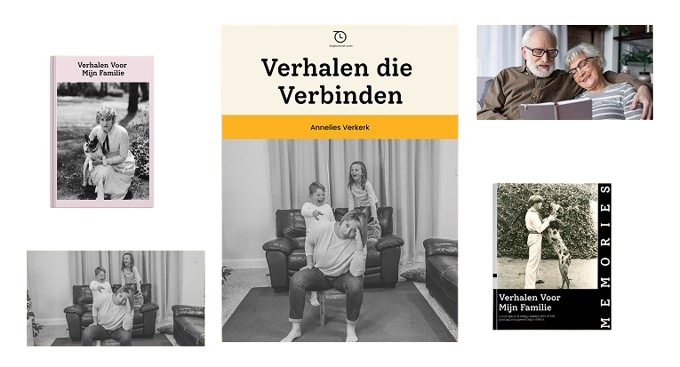 Verhalen Voor
Mijn Familie
Verhalen die
Verbinden
Annelies Verkerk
MEMORIES
Verhalen Voor
Mijn Familie